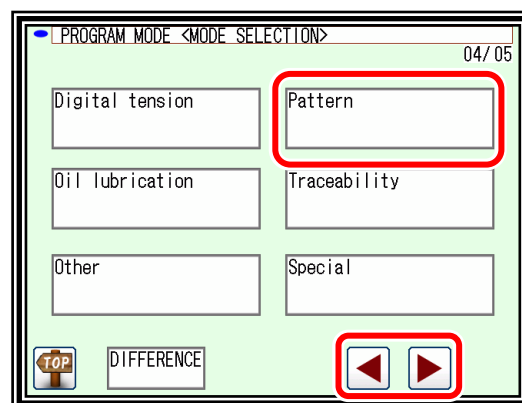 PROGRAM MODE <MODE SELECTION>
04/05
Digital tension
Pattern
Oil lubrication
Traceability
Other
Special
TOP
DIFFERENCE